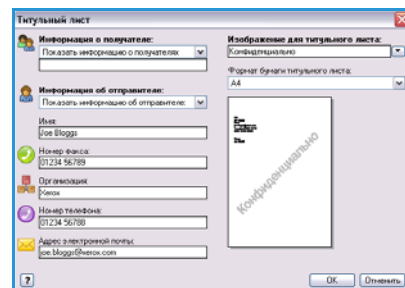 Титульный лист
Информация о получателе:
Показать информацию о получателях
Информация об отправителе:
Показать информацию об отправителе:
Имя:
Joe Bloggs
Номер факса:
01234 56789
Организация:
Xerox
Номер телефона:
01234 56788
Адрес электронной почты:
joe.bloggs@xerox.com
Изображение для титульного листа:
Конфиденциально
Формат бумаги титульного листа:
A4
Конфиденциально
?
OK
Отменить